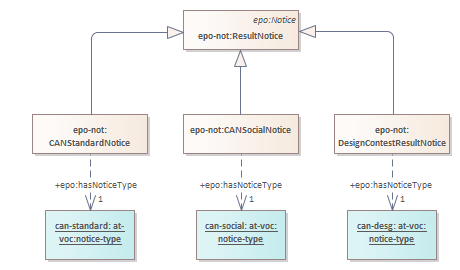 epo:Notice
epo-not:ResultNotice
epo-not:
CANStandardNotice
epo-not:CANSocialNotice
epo-not:
DesignContestResultNotice
+epo:hasNoticeType
1
+epo:hasNoticeType
1
+epo:hasNoticeType
1
can-standard: at-
voc:notice-type
can-social: at-voc:
notice-type
can-desg: at-voc:
notice-type